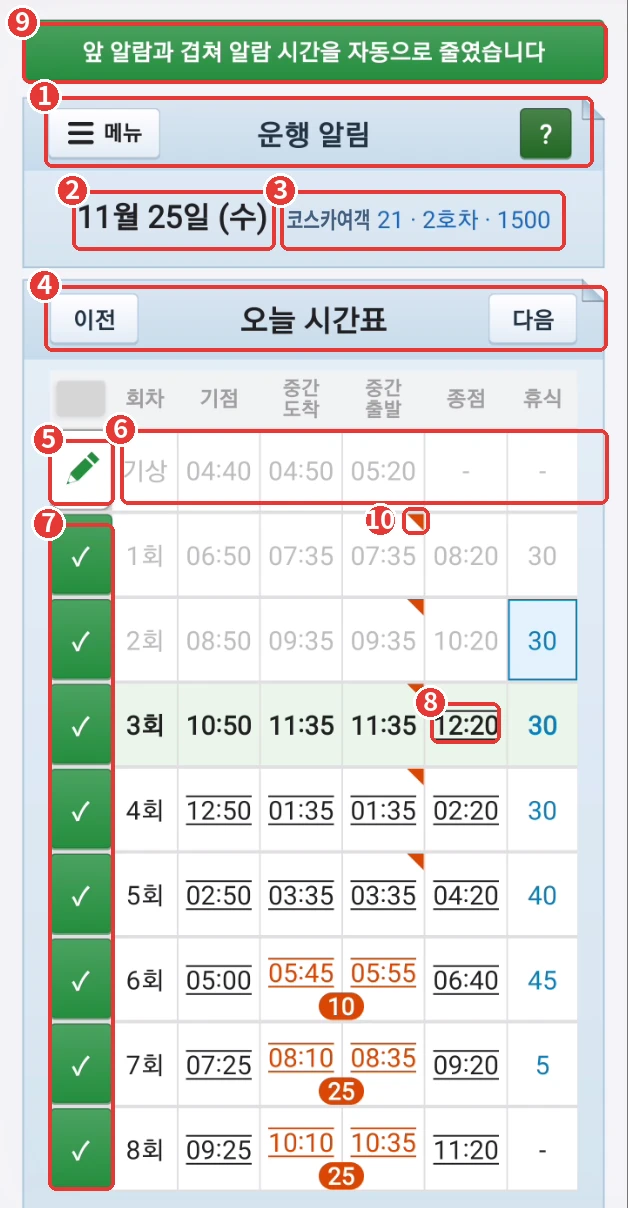 9
앞 알람과 겹쳐 알람 시간을 자동으로 줄였습니다
1
메뉴 운행 알림 ?
2 3
11월 25일 (수) 코스카여객 21 · 2호차 · 1500
4
이전 오늘 시간표 다음
회차 기점 중간 도착 중간 출발 종점 휴식
5 6
기상 04:40 04:50 05:20 - -
7 10
1회 06:50 07:35 07:35 08:20 30
2회 08:50 09:35 09:35 10:20 30
8
3회 10:50 11:35 11:35 12:20 30
4회 12:50 01:35 01:35 02:20 30
5회 02:50 03:35 03:35 04:20 40
6회 05:00 05:45 05:55 06:40 45
10
7회 07:25 08:10 08:35 09:20 5
25
8회 09:25 10:10 10:35 11:20 -
25